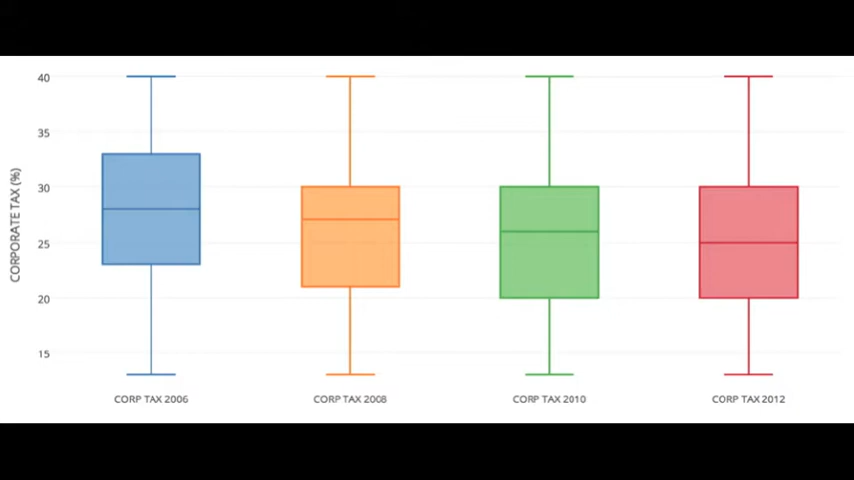 CORPORATE TAX (%)
40
35
30
25
20
15
CORP TAX 2006
CORP TAX 2008
CORP TAX 2010
CORP TAX 2012